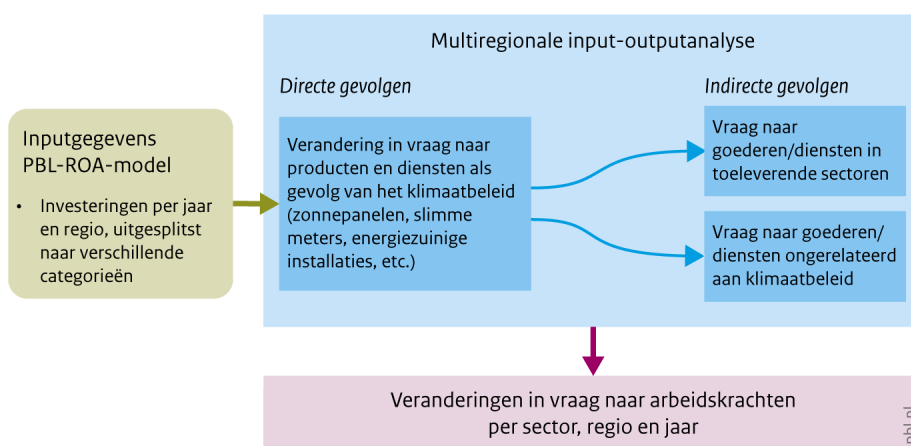 Multiregionale input-outputanalyse
Inputgegevens
PBL-ROA-model
• Investeringen per jaar
en regio, uitgesplitst
naar verschillende
categorieën
Directe gevolgen
Verandering in vraag naar
producten en diensten als
gevolg van het klimaatbeleid
(zonnepanelen, slimme
meters, energiezuinige
installaties, etc.)
Indirecte gevolgen
Vraag naar
goederen/diensten in
toeleverende sectoren
Vraag naar goederen/
diensten ongerelateerd
aan klimaatbeleid
Veranderingen in vraag naar arbeidskrachten
per sector, regio en jaar
pbl.nl